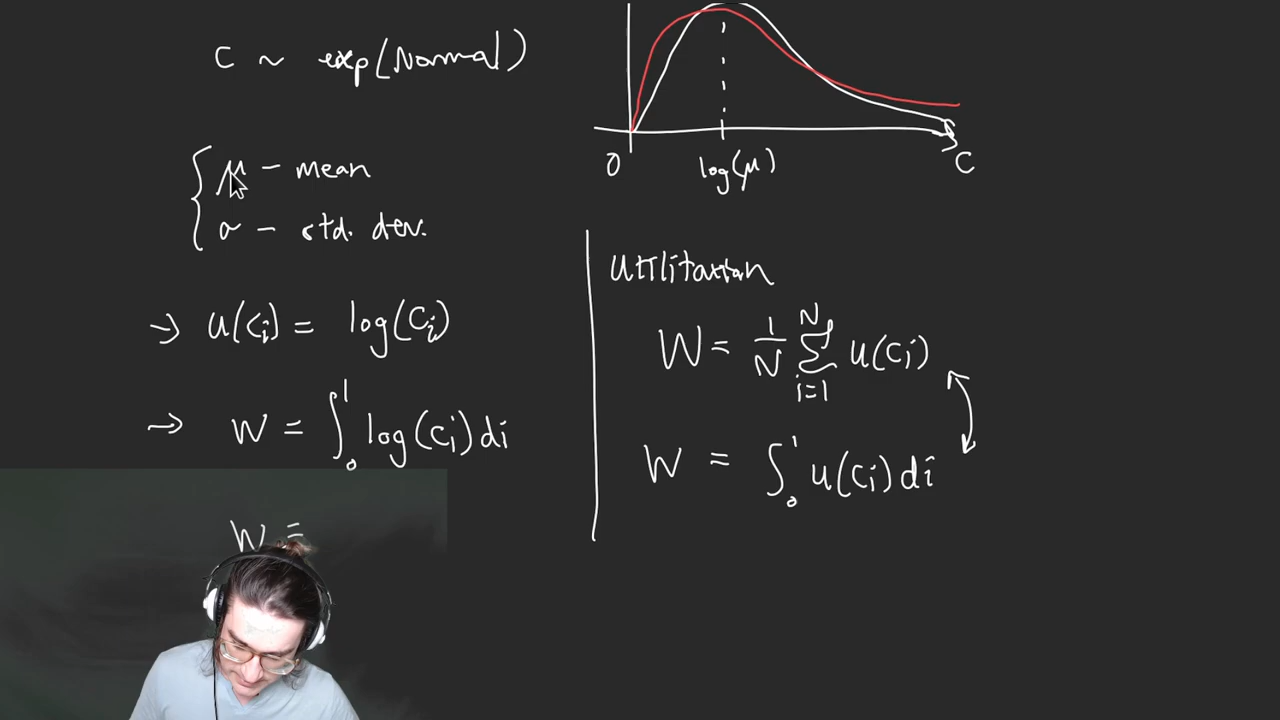 C ~ exp(Normal)
0
log(μ)
C
μ – mean
σ – std. dev.
→ u(Ci) = log(Ci)
→ W = ∫₀¹ log(Ci) di
W =
Utilitarian
W = 1/N Σ_{i=1}^{N} u(Ci)
W = ∫₀¹ u(Ci) di